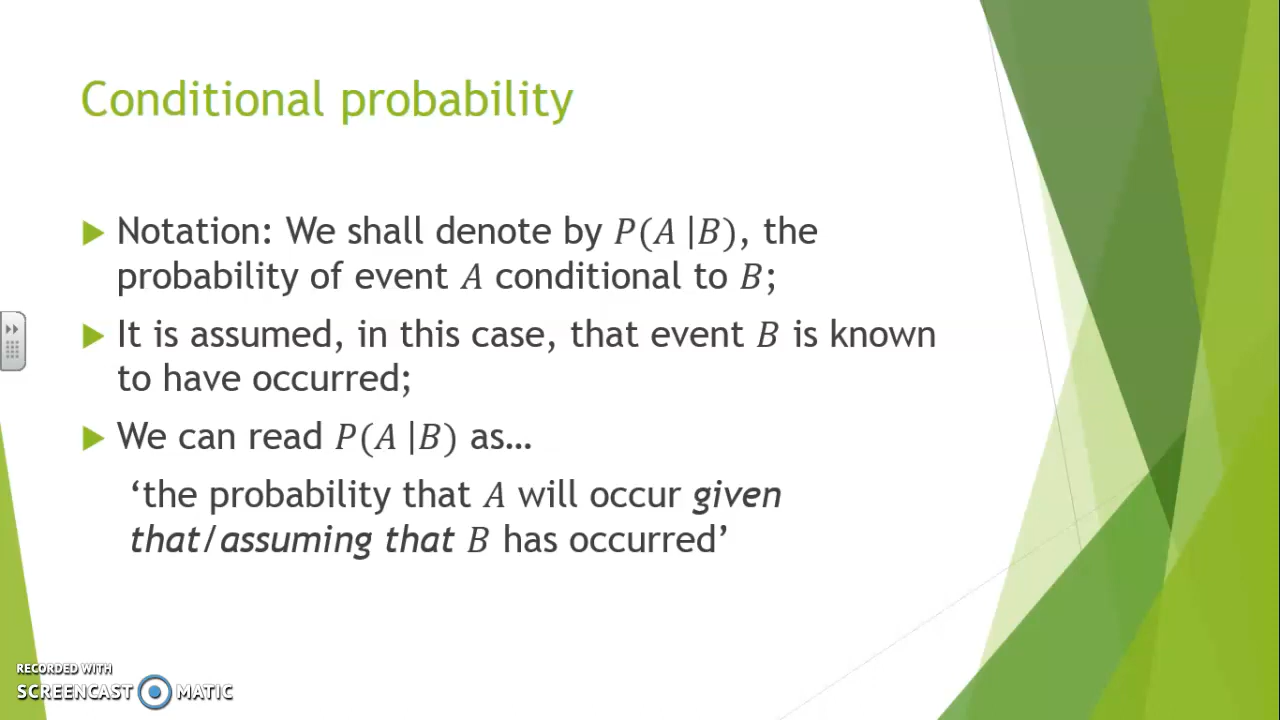 Conditional probability
Notation: We shall denote by P(A |B), the
probability of event A conditional to B;
It is assumed, in this case, that event B is known
to have occurred;
We can read P(A |B) as…
‘the probability that A will occur given
that/assuming that B has occurred’
RECORDED WITH
SCREENCAST MATIC